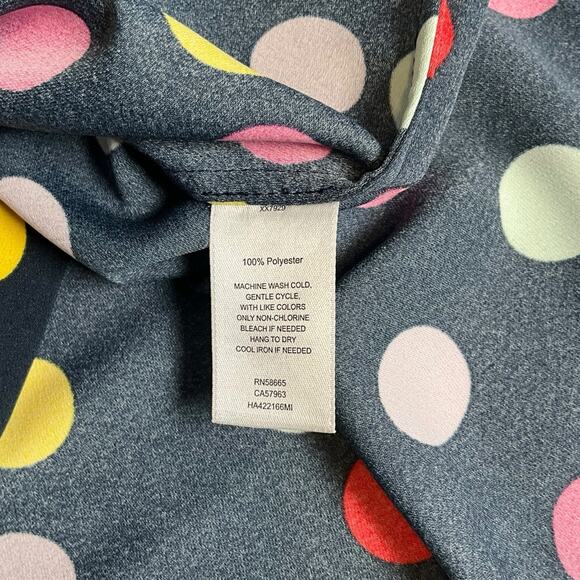 XX7929
100% Polyester
MACHINE WASH COLD,
GENTLE CYCLE,
WITH LIKE COLORS
ONLY NON-CHLORINE
BLEACH IF NEEDED
HANG TO DRY
COOL IRON IF NEEDED
RN58665
CA57963
HA422166MI